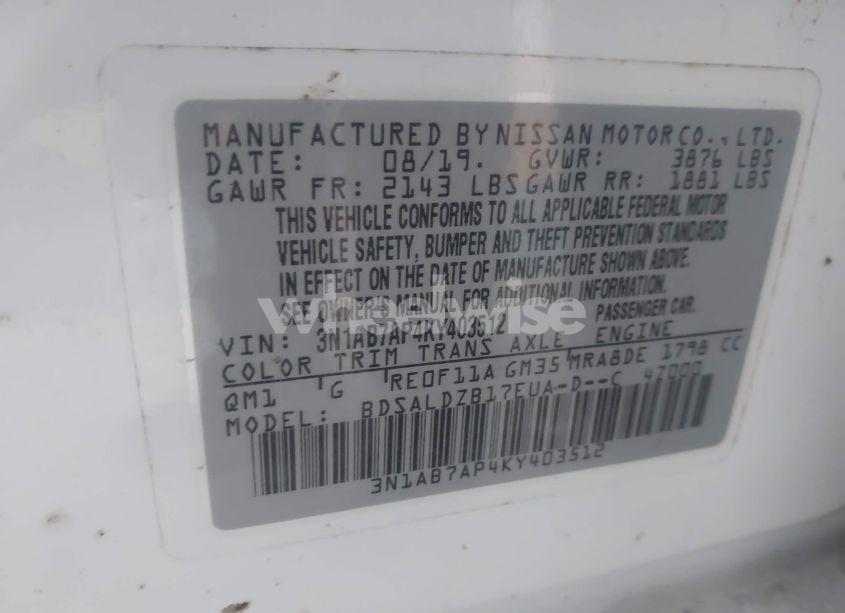 MANUFACTURED BY NISSAN MOTOR CO., LTD.
DATE: 08/19. GVWR: 3876 LBS
GAWR FR: 2143 LBS GAWR RR: 1881 LBS
THIS VEHICLE CONFORMS TO ALL APPLICABLE FEDERAL MOTOR
VEHICLE SAFETY, BUMPER AND THEFT PREVENTION STANDARDS
IN EFFECT ON THE DATE OF MANUFACTURE SHOWN ABOVE.
SEE OWNER'S MANUAL FOR ADDITIONAL INFORMATION.
wheelwise
VIN: 3N1AB7AP4KY403512 PASSENGER CAR
COLOR TRIM TRANS AXLE ENGINE
QM1 G RE0F11A GM35 MRA8DE 1798 CC
MODEL: BDSALDZB17EUA-D--C 47000
3N1AB7AP4KY403512